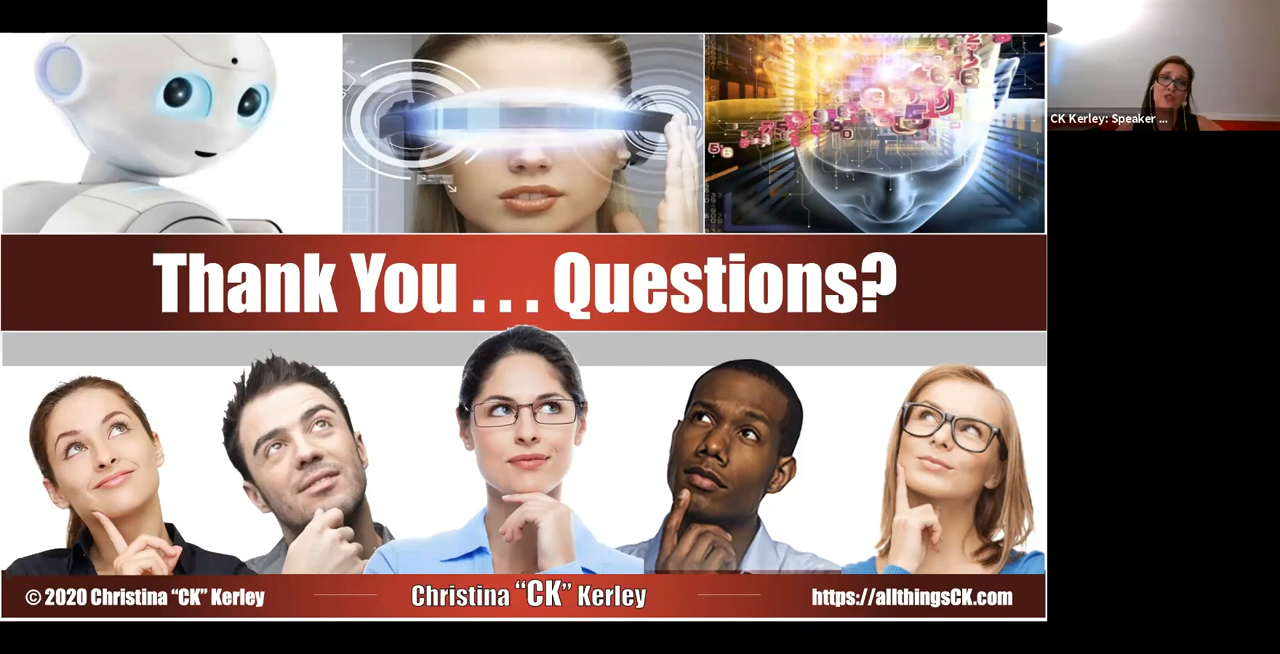 CK Kerley: Speaker ...
Thank You . . . Questions?
© 2020 Christina “CK” Kerley
Christina “CK” Kerley
https://allthingsCK.com